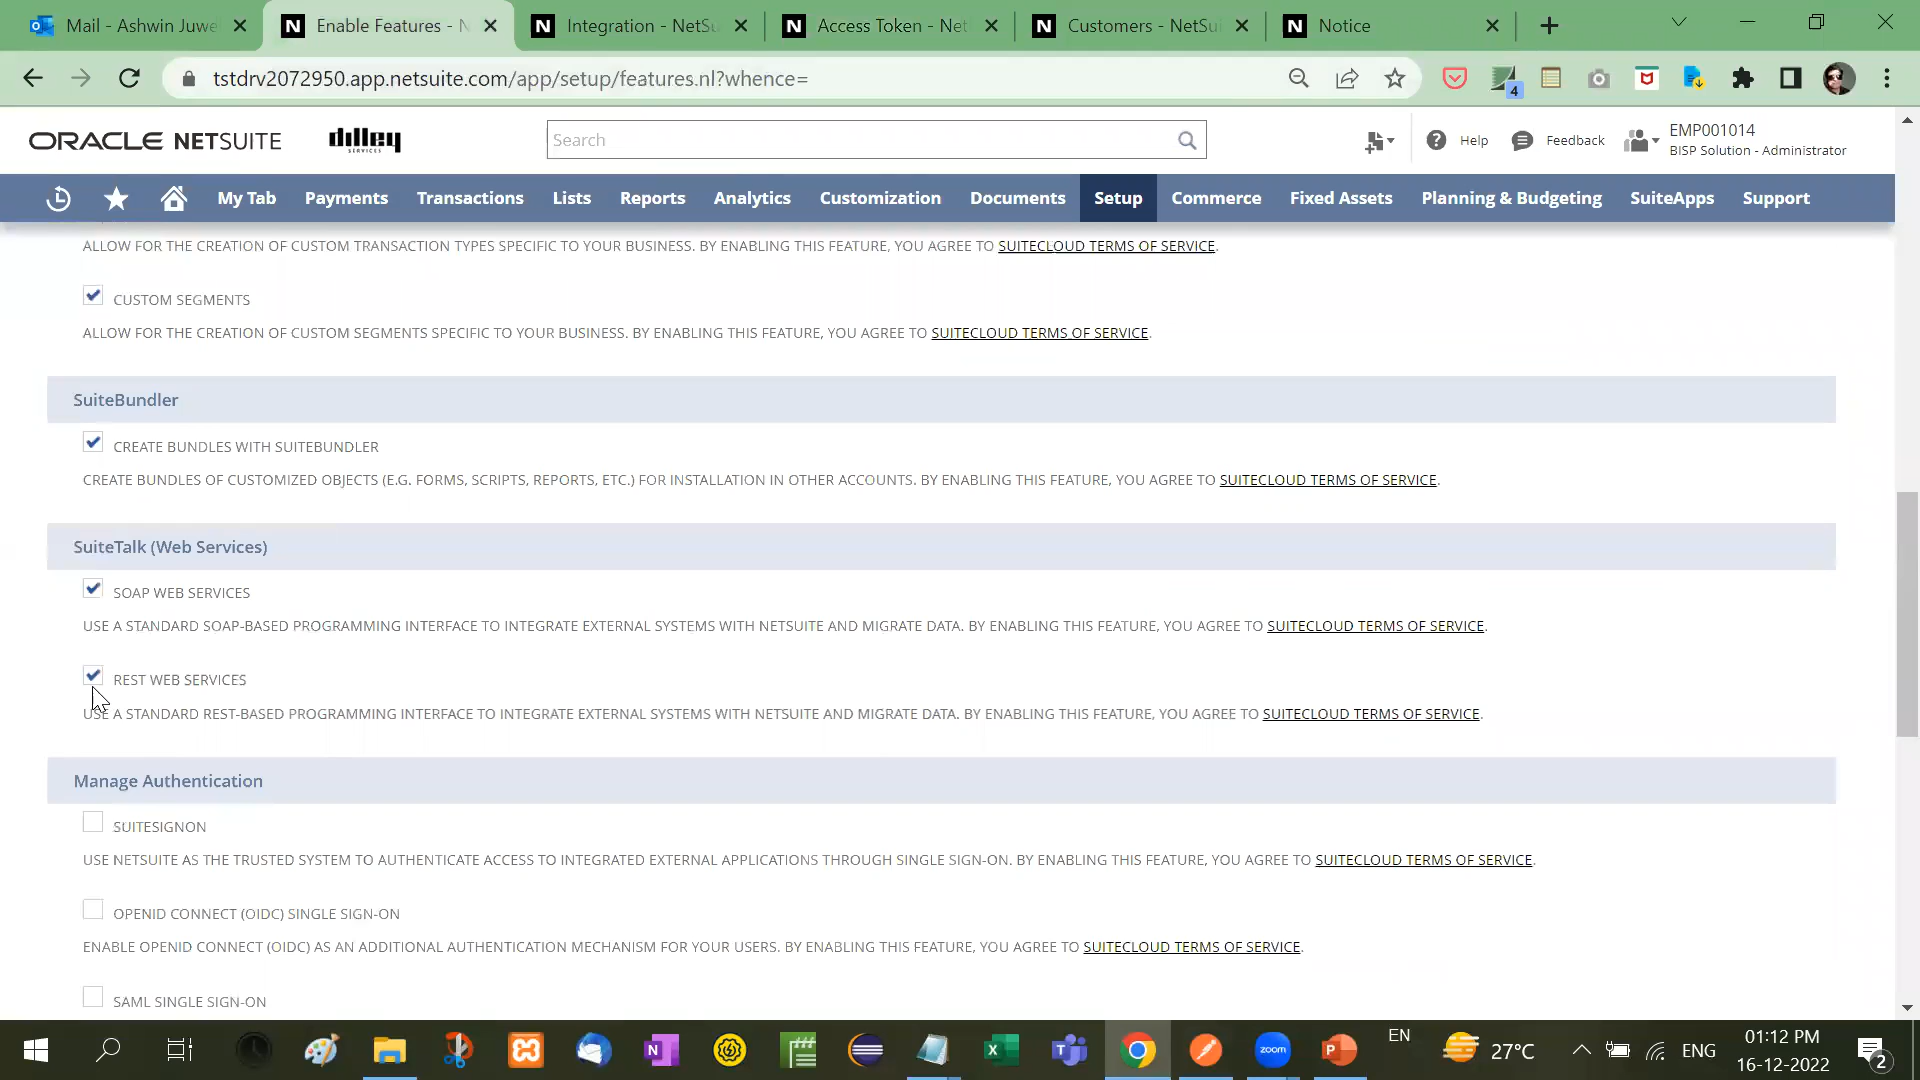 Mail - Ashwin Juwe
Enable Features - N
Integration - NetSu
Access Token - Net
Customers - NetSui
Notice
tstdrv2072950.app.netsuite.com/app/setup/features.nl?whence=
4
ORACLE NETSUITE
dilley
SERVICES
Search
Help
Feedback
EMP001014
BISP Solution - Administrator
My Tab
Payments
Transactions
Lists
Reports
Analytics
Customization
Documents
Setup
Commerce
Fixed Assets
Planning & Budgeting
SuiteApps
Support
ALLOW FOR THE CREATION OF CUSTOM TRANSACTION TYPES SPECIFIC TO YOUR BUSINESS. BY ENABLING THIS FEATURE, YOU AGREE TO SUITECLOUD TERMS OF SERVICE.
CUSTOM SEGMENTS
ALLOW FOR THE CREATION OF CUSTOM SEGMENTS SPECIFIC TO YOUR BUSINESS. BY ENABLING THIS FEATURE, YOU AGREE TO SUITECLOUD TERMS OF SERVICE.
SuiteBundler
CREATE BUNDLES WITH SUITEBUNDLER
CREATE BUNDLES OF CUSTOMIZED OBJECTS (E.G. FORMS, SCRIPTS, REPORTS, ETC.) FOR INSTALLATION IN OTHER ACCOUNTS. BY ENABLING THIS FEATURE, YOU AGREE TO SUITECLOUD TERMS OF SERVICE.
SuiteTalk (Web Services)
SOAP WEB SERVICES
USE A STANDARD SOAP-BASED PROGRAMMING INTERFACE TO INTEGRATE EXTERNAL SYSTEMS WITH NETSUITE AND MIGRATE DATA. BY ENABLING THIS FEATURE, YOU AGREE TO SUITECLOUD TERMS OF SERVICE.
REST WEB SERVICES
USE A STANDARD REST-BASED PROGRAMMING INTERFACE TO INTEGRATE EXTERNAL SYSTEMS WITH NETSUITE AND MIGRATE DATA. BY ENABLING THIS FEATURE, YOU AGREE TO SUITECLOUD TERMS OF SERVICE.
Manage Authentication
SUITESIGNON
USE NETSUITE AS THE TRUSTED SYSTEM TO AUTHENTICATE ACCESS TO INTEGRATED EXTERNAL APPLICATIONS THROUGH SINGLE SIGN-ON. BY ENABLING THIS FEATURE, YOU AGREE TO SUITECLOUD TERMS OF SERVICE.
OPENID CONNECT (OIDC) SINGLE SIGN-ON
ENABLE OPENID CONNECT (OIDC) AS AN ADDITIONAL AUTHENTICATION MECHANISM FOR YOUR USERS. BY ENABLING THIS FEATURE, YOU AGREE TO SUITECLOUD TERMS OF SERVICE.
SAML SINGLE SIGN-ON
zoom
EN
27°C
ENG
01:12 PM
16-12-2022
2